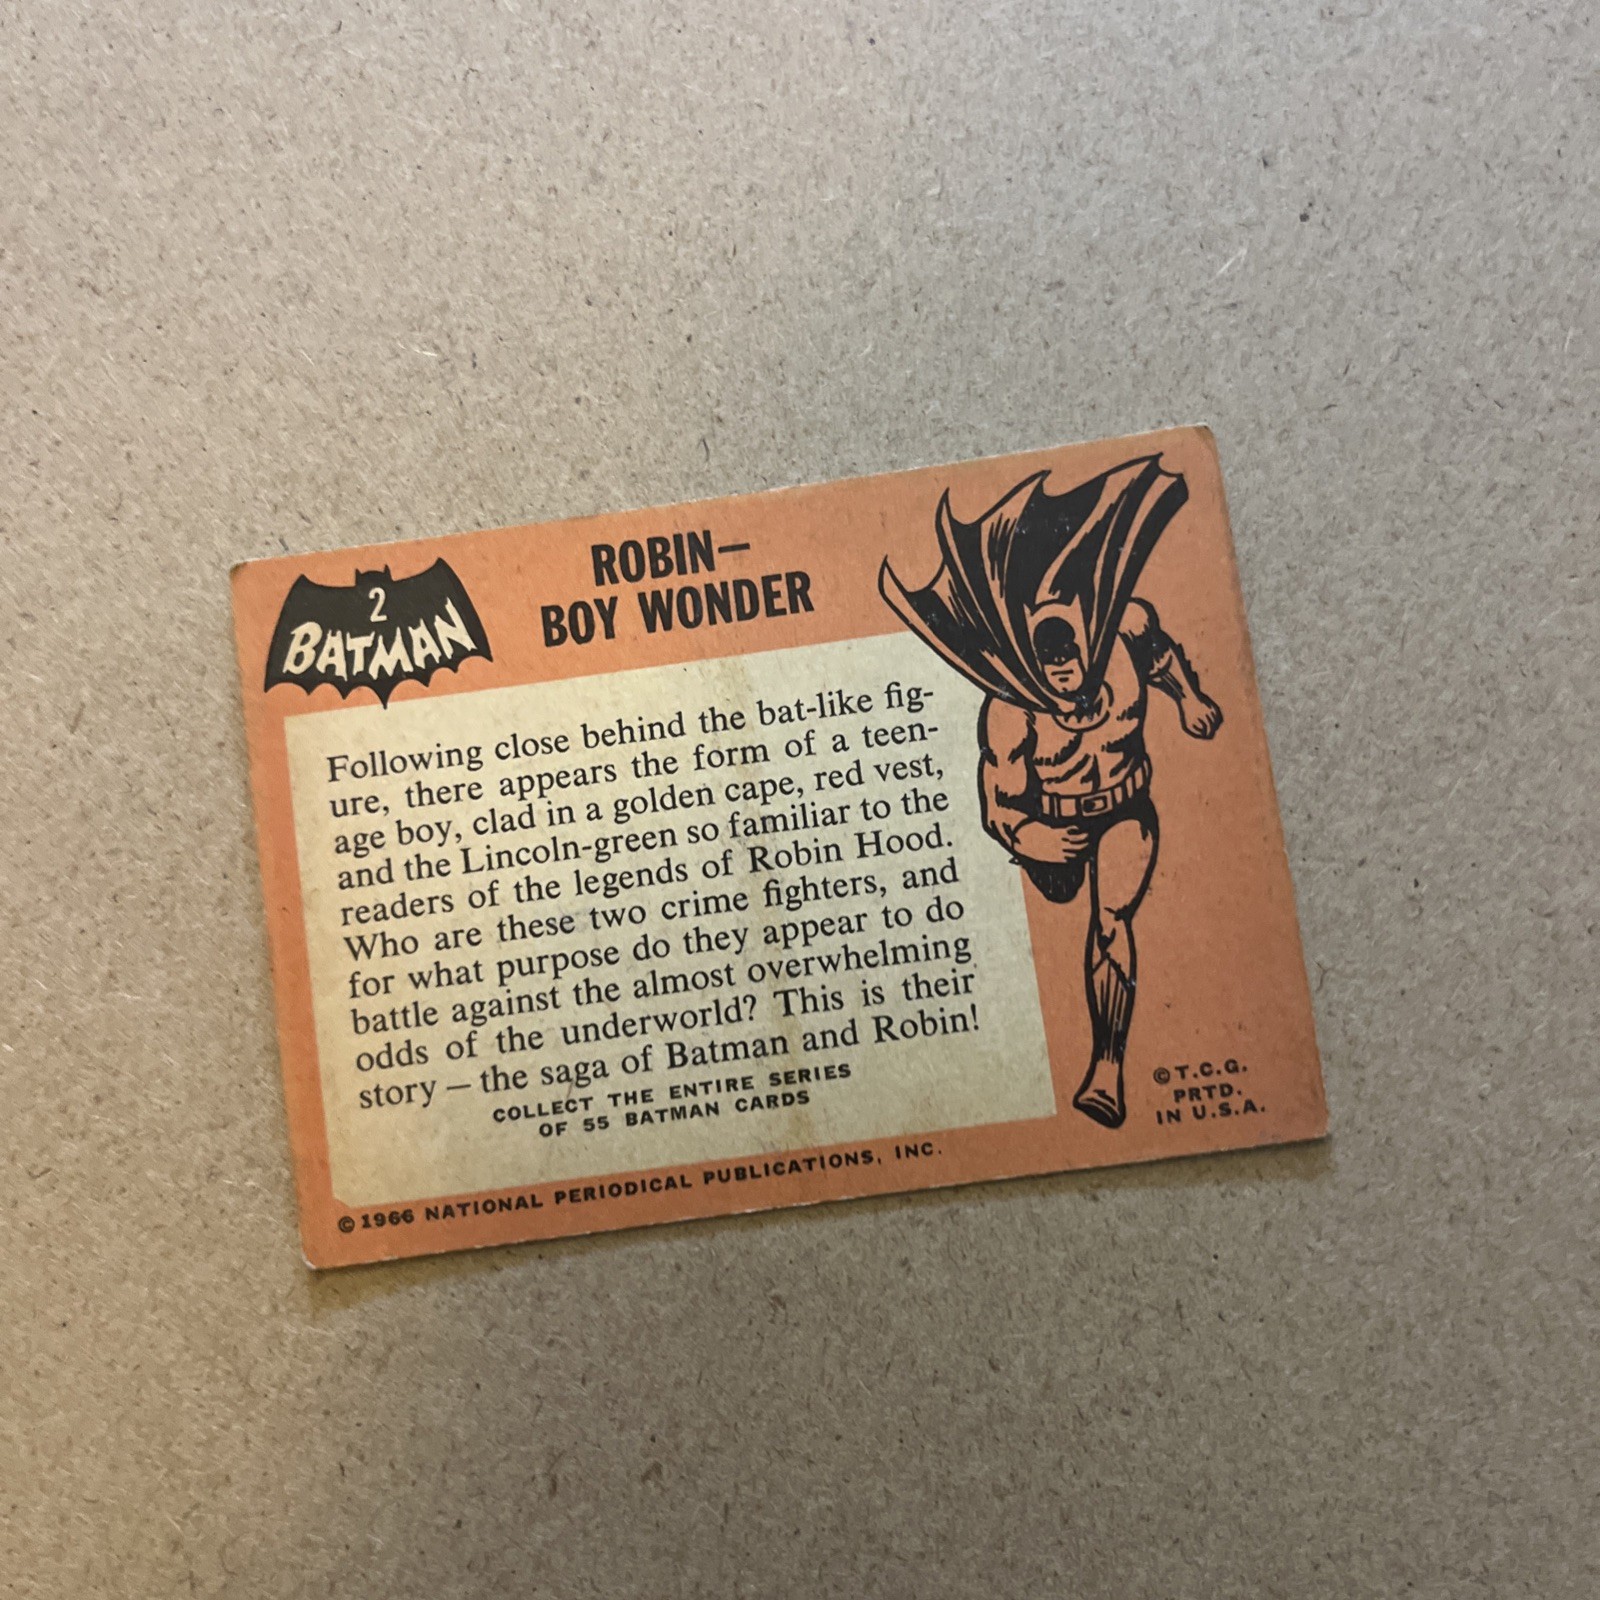 2
BATMAN
ROBIN—
BOY WONDER
Following close behind the bat-like fig-
ure, there appears the form of a teen-
age boy, clad in a golden cape, red vest,
and the Lincoln-green so familiar to the
readers of the legends of Robin Hood.
Who are these two crime fighters, and
for what purpose do they appear to do
battle against the almost overwhelming
odds of the underworld? This is their
story — the saga of Batman and Robin!
COLLECT THE ENTIRE SERIES
OF 55 BATMAN CARDS
© 1966 NATIONAL PERIODICAL PUBLICATIONS, INC.
© T.C.G.
PRTD.
IN U.S.A.